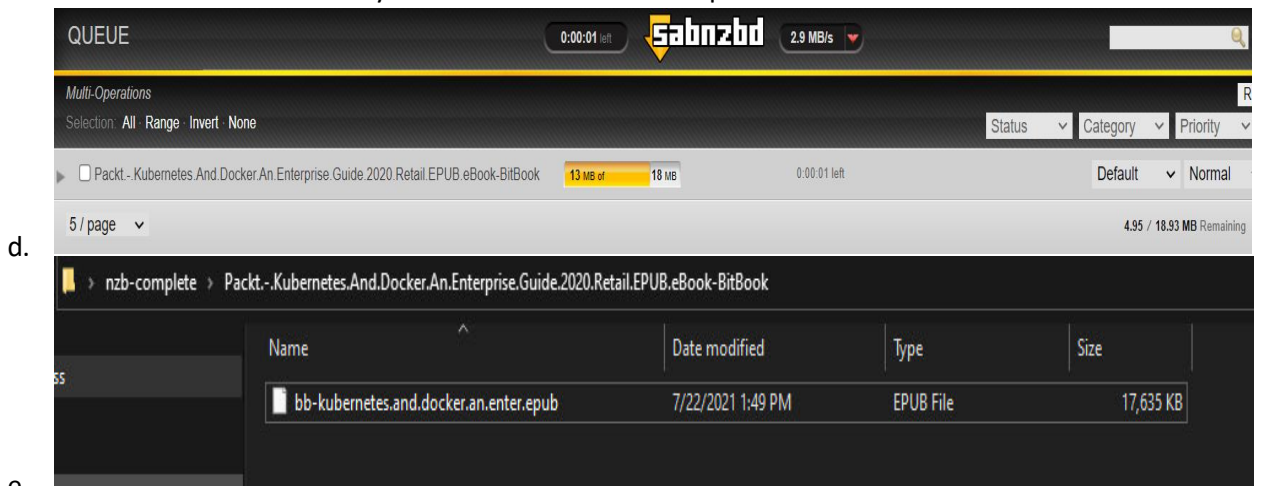 QUEUE 0:00:01 left sabnzbd 2.9 MB/s
Multi-Operations R
Selection: All · Range · Invert · None Status Category Priority
Packt.-.Kubernetes.And.Docker.An.Enterprise.Guide.2020.Retail.EPUB.eBook-BitBook 13 MB of 18 MB 0:00:01 left Default Normal
5 / page 4.95 / 18.93 MB Remaining
d.
nzb-complete > Packt.-.Kubernetes.And.Docker.An.Enterprise.Guide.2020.Retail.EPUB.eBook-BitBook
Name Date modified Type Size
ss
bb-kubernetes.and.docker.an.enter.epub 7/22/2021 1:49 PM EPUB File 17,635 KB